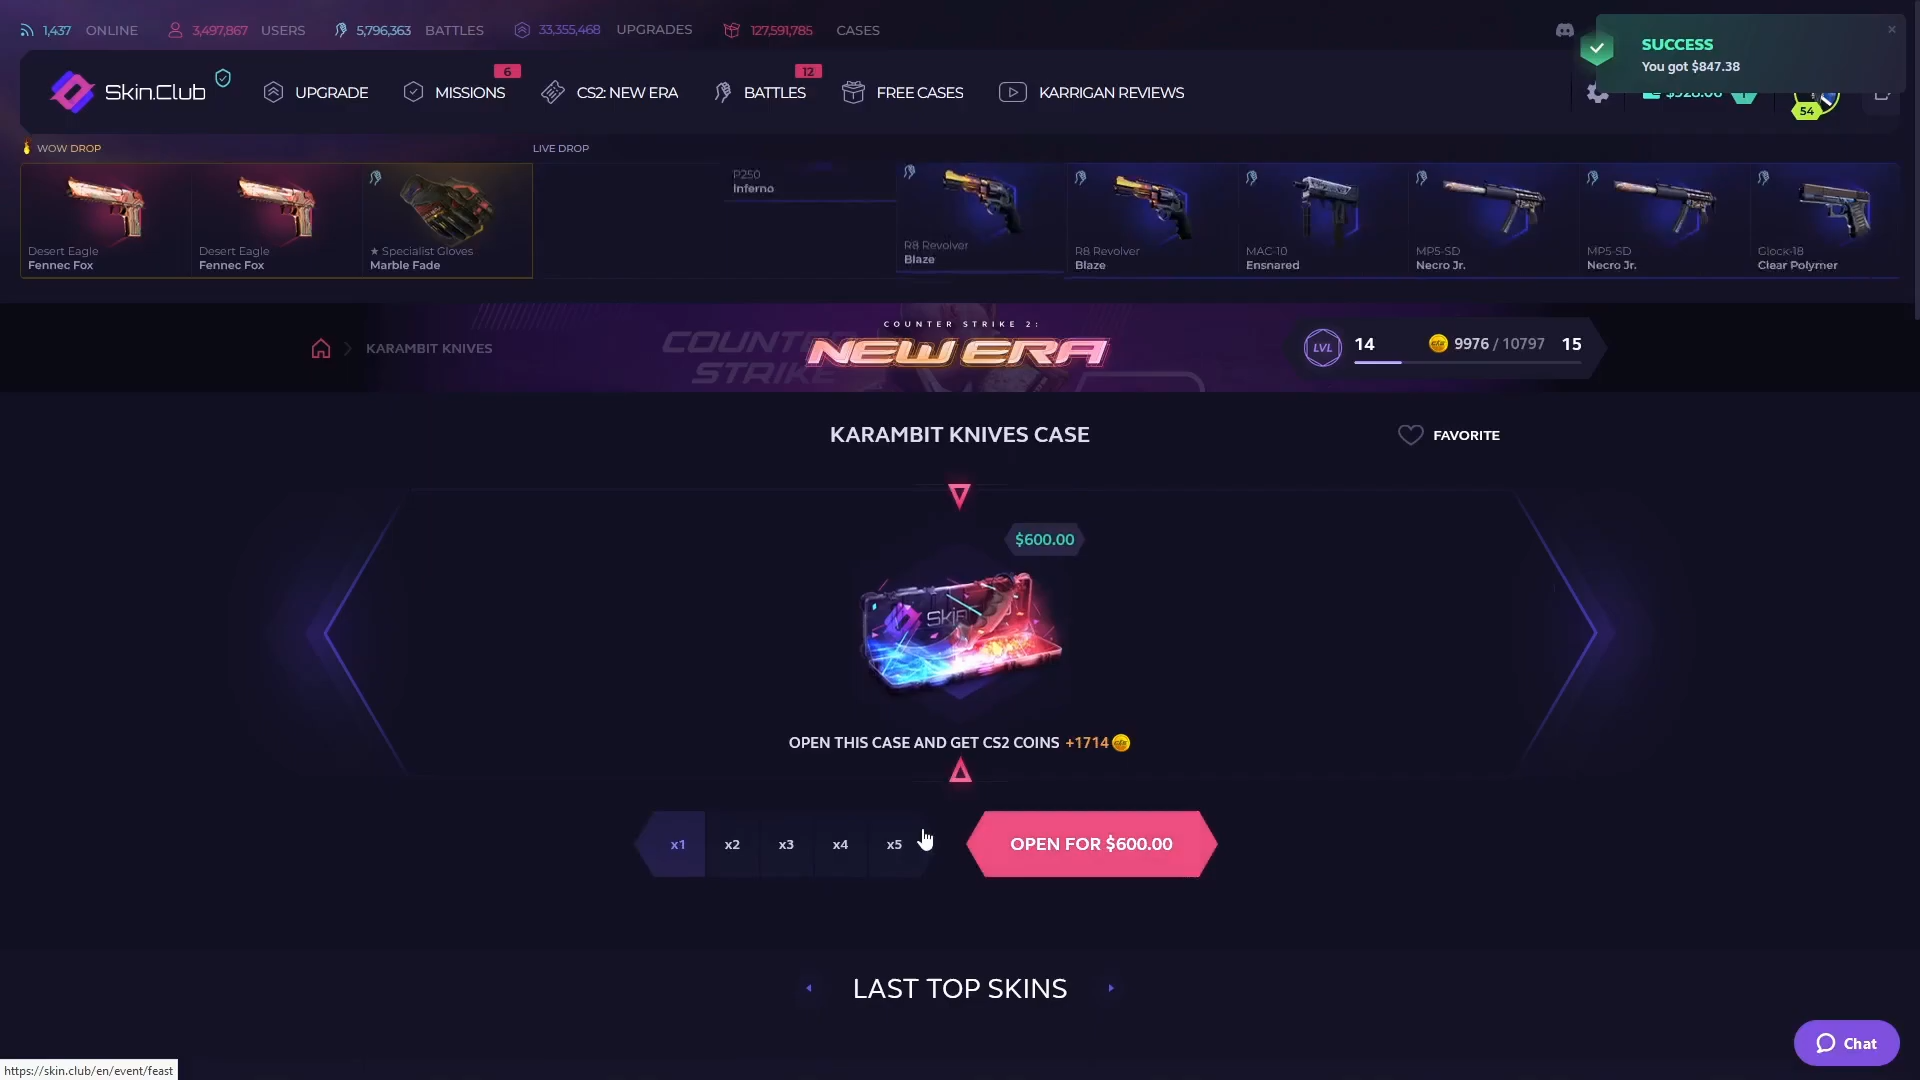 1,437 ONLINE 3,497,867 USERS 5,796,363 BATTLES 33,355,468 UPGRADES 127,591,785 CASES
SUCCESS
You got $847.38
Skin.Club
UPGRADE
6
MISSIONS
CS2: NEW ERA
12
BATTLES
FREE CASES
KARRIGAN REVIEWS
54
WOW DROP
LIVE DROP
Desert Eagle
Fennec Fox
Desert Eagle
Fennec Fox
★ Specialist Gloves
Marble Fade
P250
Inferno
R8 Revolver
Blaze
R8 Revolver
Blaze
MAC-10
Ensnared
MP5-SD
Necro Jr.
MP5-SD
Necro Jr.
Glock-18
Clear Polymer
KARAMBIT KNIVES
COUNTER STRIKE
COUNTER STRIKE 2:
NEW ERA
LVL 14 9976 / 10797 15
KARAMBIT KNIVES CASE
FAVORITE
$600.00
OPEN THIS CASE AND GET CS2 COINS +1714
x1 x2 x3 x4 x5
OPEN FOR $600.00
LAST TOP SKINS
Chat
https://skin.club/en/event/feast